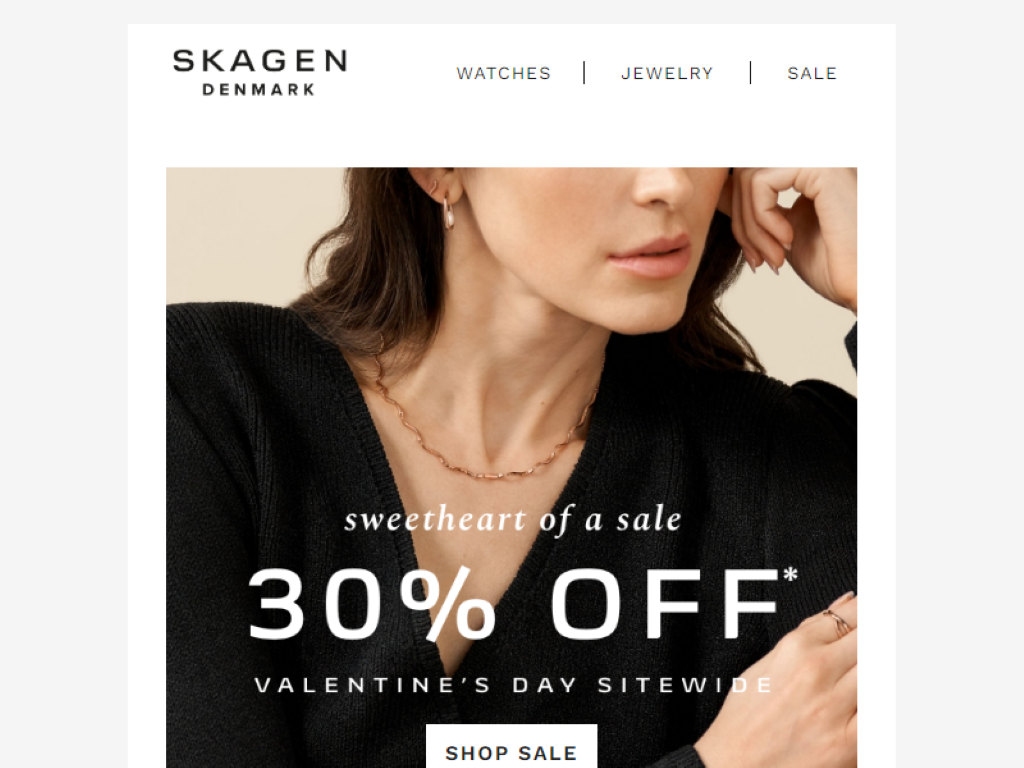 SKAGEN
DENMARK
WATCHES | JEWELRY | SALE
sweetheart of a sale
30% OFF*
VALENTINE'S DAY SITEWIDE
SHOP SALE